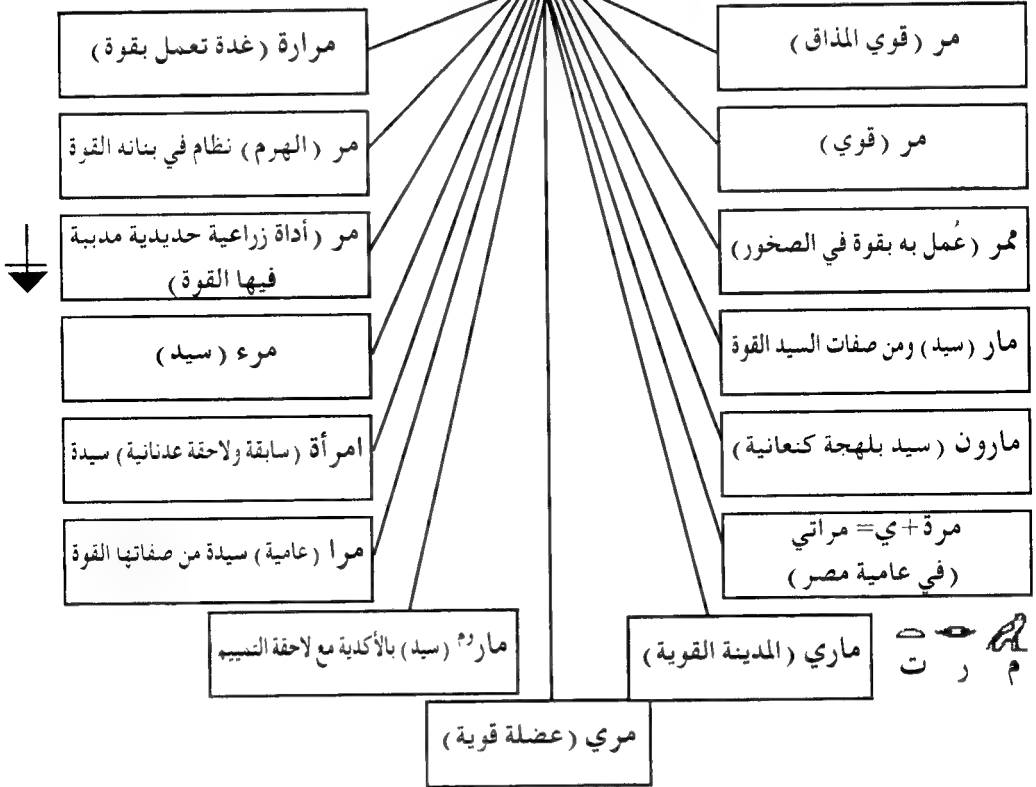 مر (قوي المذاق)
مرارة (غدة تعمل بقوة)
مر (قوي)
مر (الهرم) نظام في بنائه القوة
ممر (عُمل به بقوة في الصخور)
مر (أداة زراعية حديدية مدببة
فيها القوة)
مار (سيد) ومن صفات السيد القوة
مرء (سيد)
مارون (سيد بلهجة كنعانية)
امرأة (سابقة ولاحقة عدنانية) سيدة
مرة+ي= مراتي
(في عامية مصر)
مرا (عامية) سيدة من صفاتها القوة
م ر ت
ماري (المدينة القوية)
مار رم (سيد) بالأكدية مع لاحقة التمييم
مري (عضلة قوية)